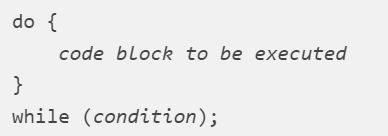 do {
    code block to be executed
}
while (condition);